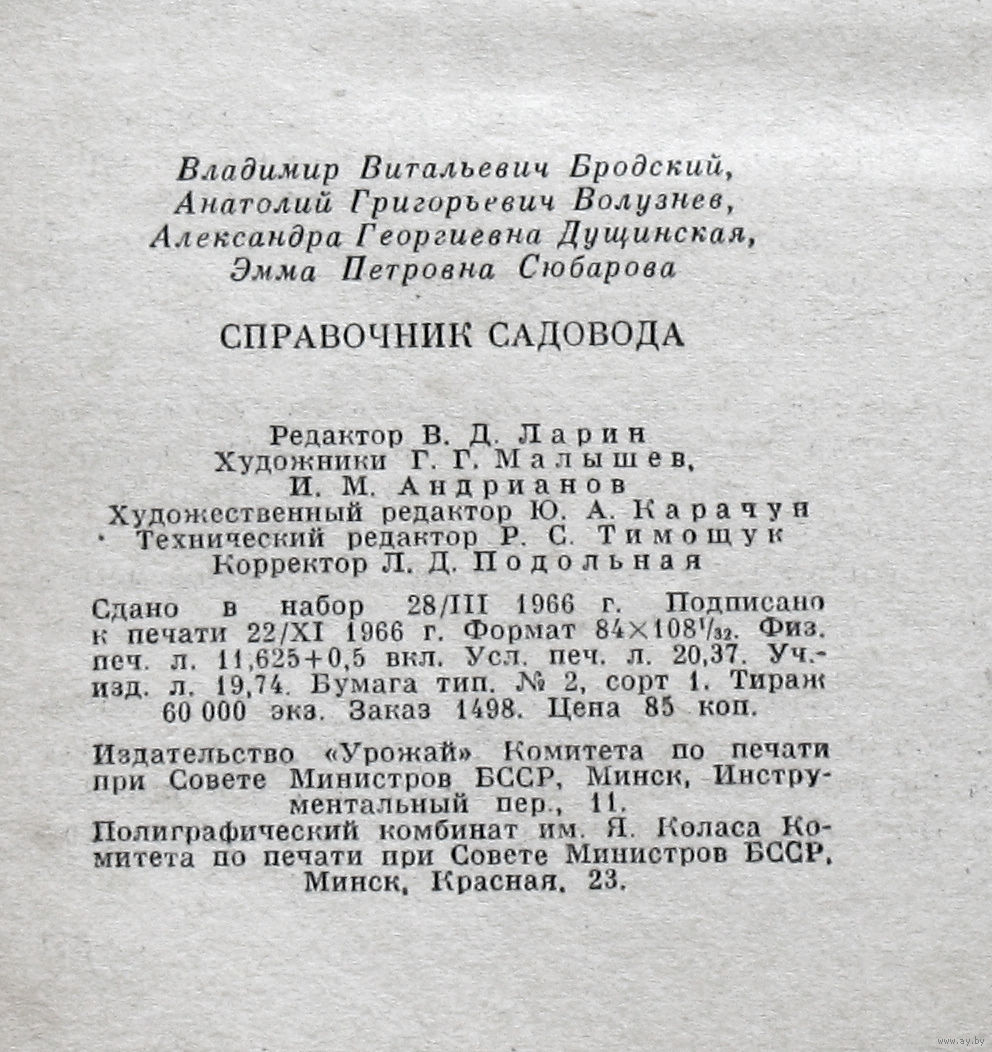 Владимир Витальевич Бродский,
Анатолий Григорьевич Волузнев,
Александра Георгиевна Дущинская,
Эмма Петровна Сюбарова
СПРАВОЧНИК САДОВОДА
Редактор В. Д. Ларин
Художники Г. Г. Малышев,
И. М. Андрианов
Художественный редактор Ю. А. Карачун
Технический редактор Р. С. Тимощук
Корректор Л. Д. Подольная
Сдано в набор 28/III 1966 г. Подписано
к печати 22/XI 1966 г. Формат 84×108¹/₃₂. Физ.
печ. л. 11,625+0,5 вкл. Усл. печ. л. 20,37. Уч.-
изд. л. 19,74. Бумага тип. № 2, сорт 1. Тираж
60 000 экз. Заказ 1498. Цена 85 коп.
Издательство «Урожай» Комитета по печати
при Совете Министров БССР, Минск, Инстру-
ментальный пер., 11.
Полиграфический комбинат им. Я. Коласа Ко-
митета по печати при Совете Министров БССР,
Минск, Красная, 23.
www.ay.by